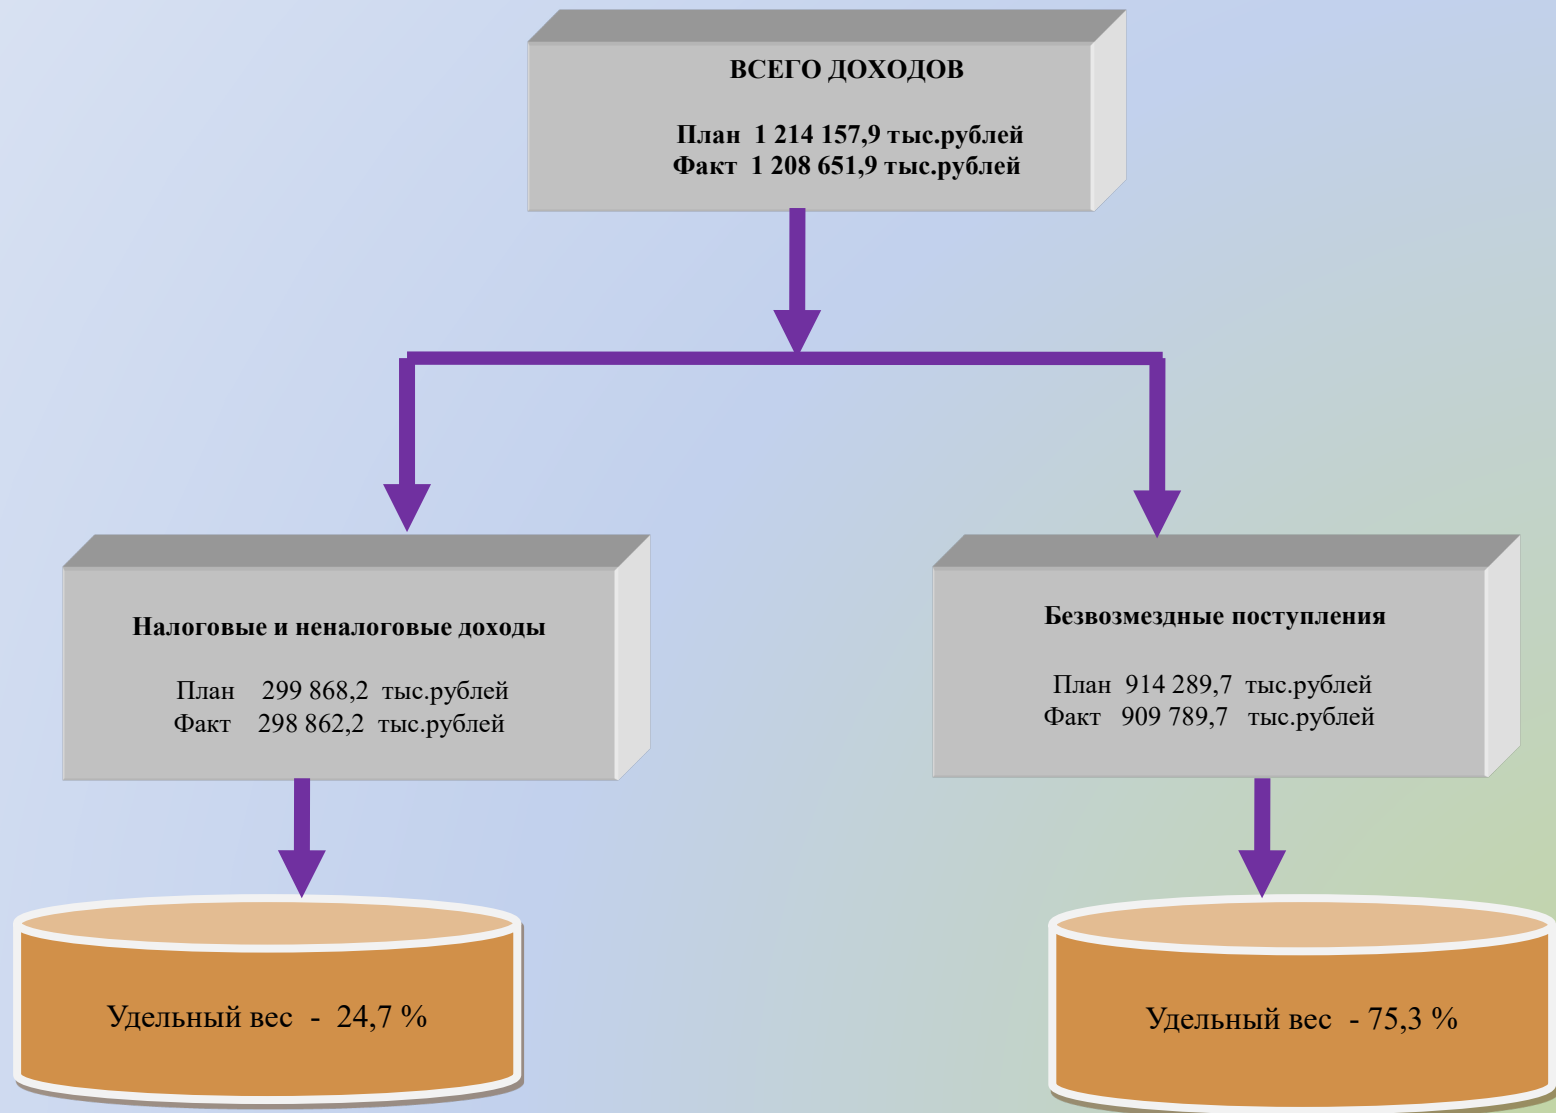 ВСЕГО ДОХОДОВ
План 1 214 157,9 тыс.рублей
Факт 1 208 651,9 тыс.рублей
Налоговые и неналоговые доходы
План 299 868,2 тыс.рублей
Факт 298 862,2 тыс.рублей
Безвозмездные поступления
План 914 289,7 тыс.рублей
Факт 909 789,7 тыс.рублей
Удельный вес - 24,7 %
Удельный вес - 75,3 %